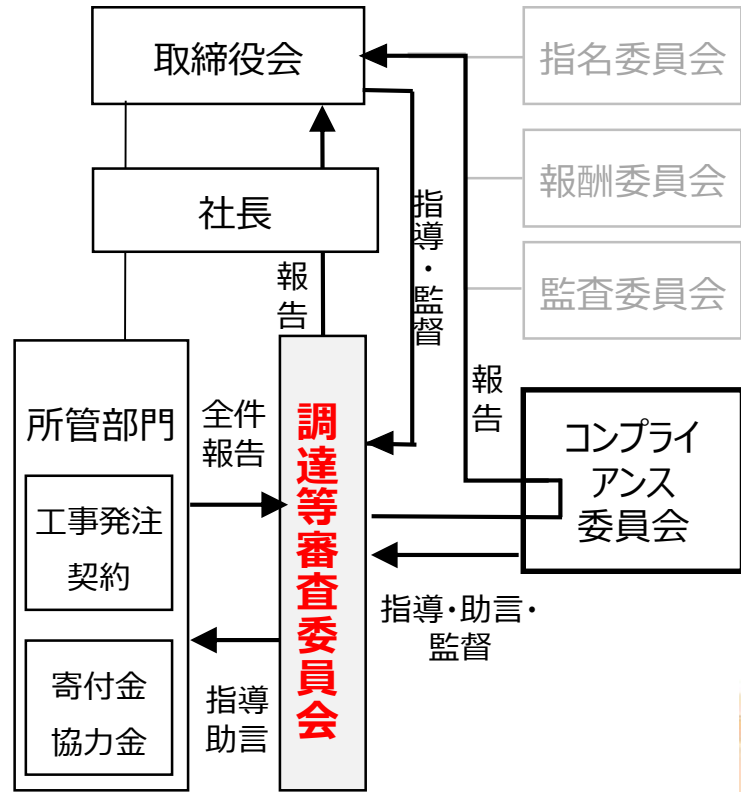 取締役会
指名委員会
報酬委員会
監査委員会
社長
指導・監督
報告
報告
所管部門
工事発注
契約
寄付金
協力金
全件
報告
調達等審査委員会
指導
助言
コンプライ
アンス
委員会
指導・助言・
監督